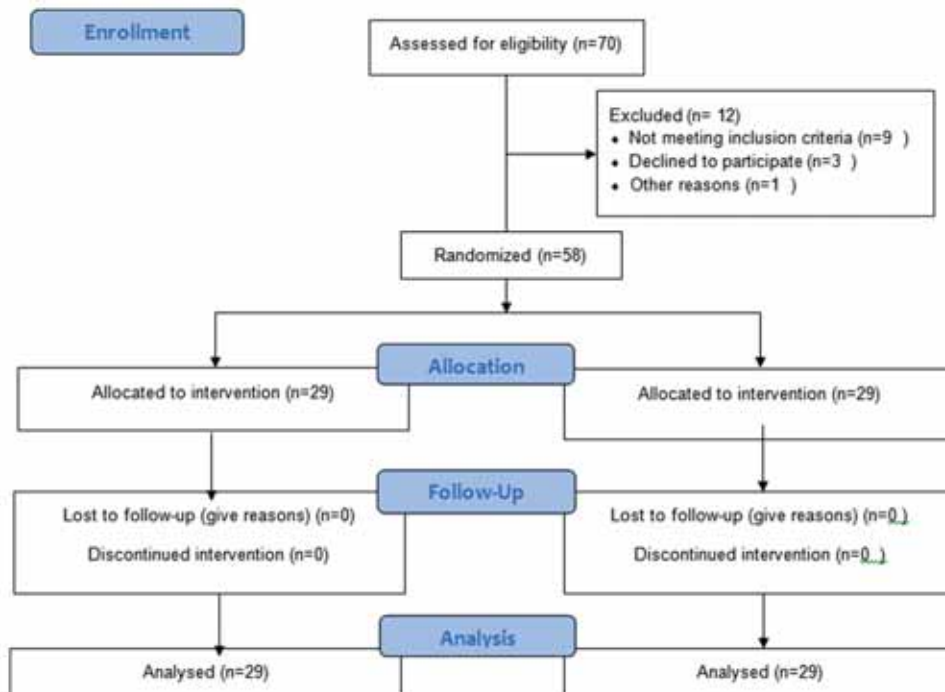 Enrollment
Assessed for eligibility (n=70)
Excluded (n= 12)
♦ Not meeting inclusion criteria (n=9 )
♦ Declined to participate (n=3 )
♦ Other reasons (n=1 )
Randomized (n=58)
Allocation
Allocated to intervention (n=29)
Allocated to intervention (n=29)
Follow-Up
Lost to follow-up (give reasons) (n=0)
Discontinued intervention (n=0)
Lost to follow-up (give reasons) (n=0 )
Discontinued intervention (n=0 )
Analysis
Analysed (n=29)
Analysed (n=29)